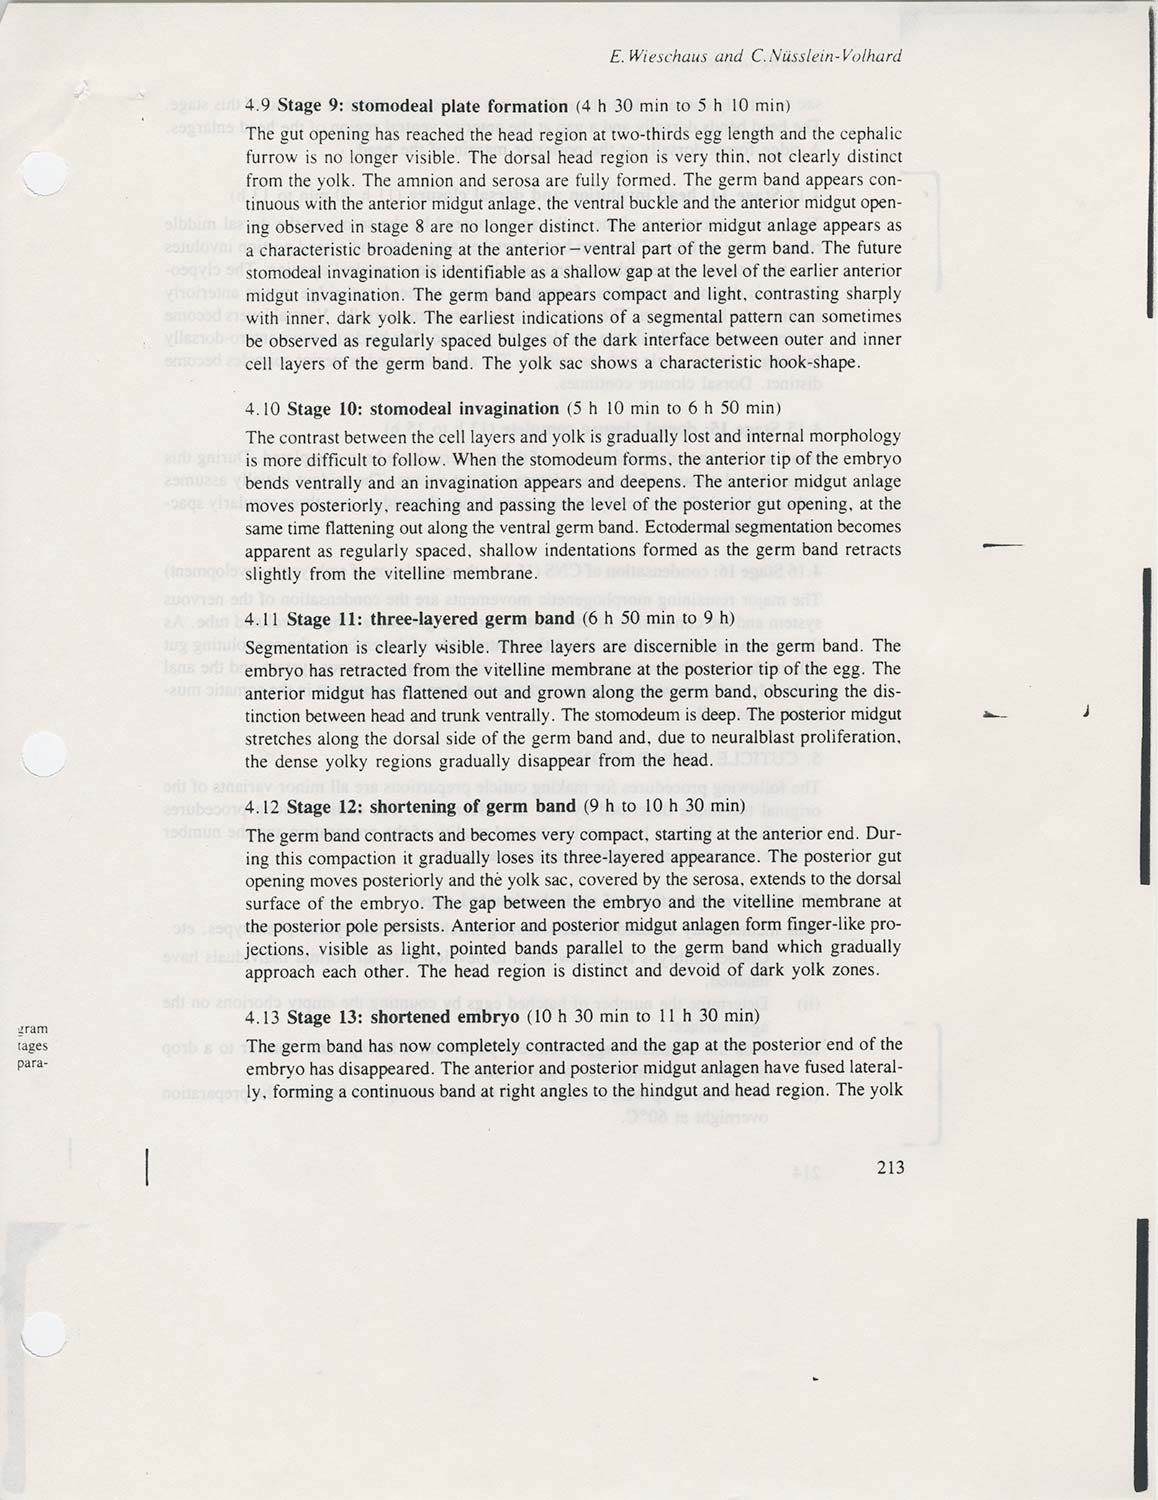 E. Wieschaus and C. Nüsslein-Volhard
4.9 Stage 9: stomodeal plate formation (4 h 30 min to 5 h 10 min)
The gut opening has reached the head region at two-thirds egg length and the cephalic
furrow is no longer visible. The dorsal head region is very thin, not clearly distinct
from the yolk. The amnion and serosa are fully formed. The germ band appears con-
tinuous with the anterior midgut anlage, the ventral buckle and the anterior midgut open-
ing observed in stage 8 are no longer distinct. The anterior midgut anlage appears as
a characteristic broadening at the anterior–ventral part of the germ band. The future
stomodeal invagination is identifiable as a shallow gap at the level of the earlier anterior
midgut invagination. The germ band appears compact and light, contrasting sharply
with inner, dark yolk. The earliest indications of a segmental pattern can sometimes
be observed as regularly spaced bulges of the dark interface between outer and inner
cell layers of the germ band. The yolk sac shows a characteristic hook-shape.
4.10 Stage 10: stomodeal invagination (5 h 10 min to 6 h 50 min)
The contrast between the cell layers and yolk is gradually lost and internal morphology
is more difficult to follow. When the stomodeum forms, the anterior tip of the embryo
bends ventrally and an invagination appears and deepens. The anterior midgut anlage
moves posteriorly, reaching and passing the level of the posterior gut opening, at the
same time flattening out along the ventral germ band. Ectodermal segmentation becomes
apparent as regularly spaced, shallow indentations formed as the germ band retracts
slightly from the vitelline membrane.
4.11 Stage 11: three-layered germ band (6 h 50 min to 9 h)
Segmentation is clearly visible. Three layers are discernible in the germ band. The
embryo has retracted from the vitelline membrane at the posterior tip of the egg. The
anterior midgut has flattened out and grown along the germ band, obscuring the dis-
tinction between head and trunk ventrally. The stomodeum is deep. The posterior midgut
stretches along the dorsal side of the germ band and, due to neuralblast proliferation,
the dense yolky regions gradually disappear from the head.
4.12 Stage 12: shortening of germ band (9 h to 10 h 30 min)
The germ band contracts and becomes very compact, starting at the anterior end. Dur-
ing this compaction it gradually loses its three-layered appearance. The posterior gut
opening moves posteriorly and the yolk sac, covered by the serosa, extends to the dorsal
surface of the embryo. The gap between the embryo and the vitelline membrane at
the posterior pole persists. Anterior and posterior midgut anlagen form finger-like pro-
jections, visible as light, pointed bands parallel to the germ band which gradually
approach each other. The head region is distinct and devoid of dark yolk zones.
4.13 Stage 13: shortened embryo (10 h 30 min to 11 h 30 min)
The germ band has now completely contracted and the gap at the posterior end of the
embryo has disappeared. The anterior and posterior midgut anlagen have fused lateral-
ly, forming a continuous band at right angles to the hindgut and head region. The yolk
gram
tages
para-
213